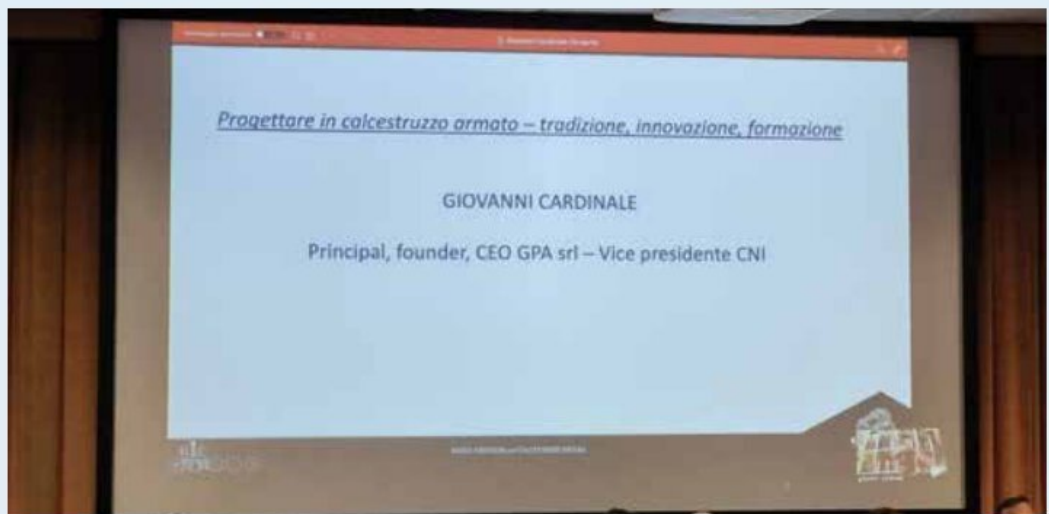 Progettare in calcestruzzo armato – tradizione, innovazione, formazione
GIOVANNI CARDINALE
Principal, founder, CEO GPA srl – Vice presidente CNI